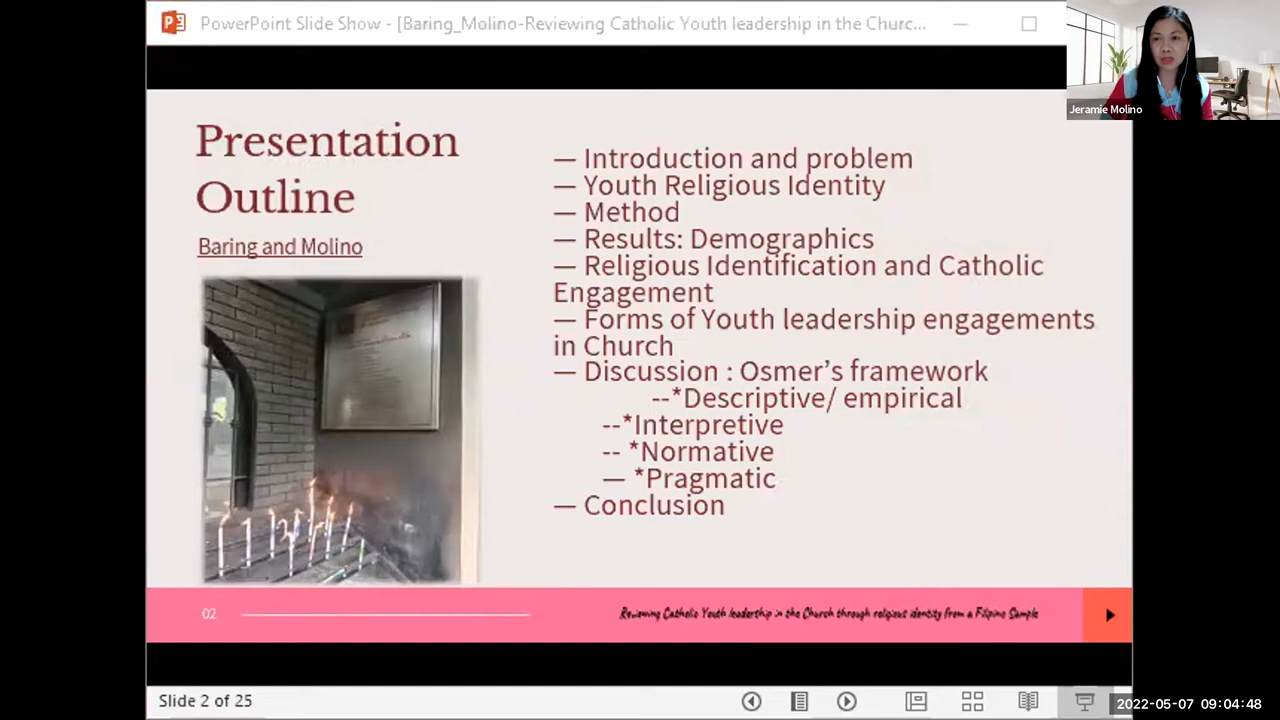 PowerPoint Slide Show - [Baring_Molino-Reviewing Catholic Youth leadership in the Churc...
Jeramie Molino
Presentation
Outline
Baring and Molino
— Introduction and problem
— Youth Religious Identity
— Method
— Results: Demographics
— Religious Identification and Catholic
Engagement
— Forms of Youth leadership engagements
in Church
— Discussion : Osmer's framework
--*Descriptive/ empirical
--*Interpretive
-- *Normative
— *Pragmatic
— Conclusion
02
Reviewing Catholic Youth leadership in the Church through religious identity from a Filipino Sample
Slide 2 of 25
2022-05-07 09:04:48